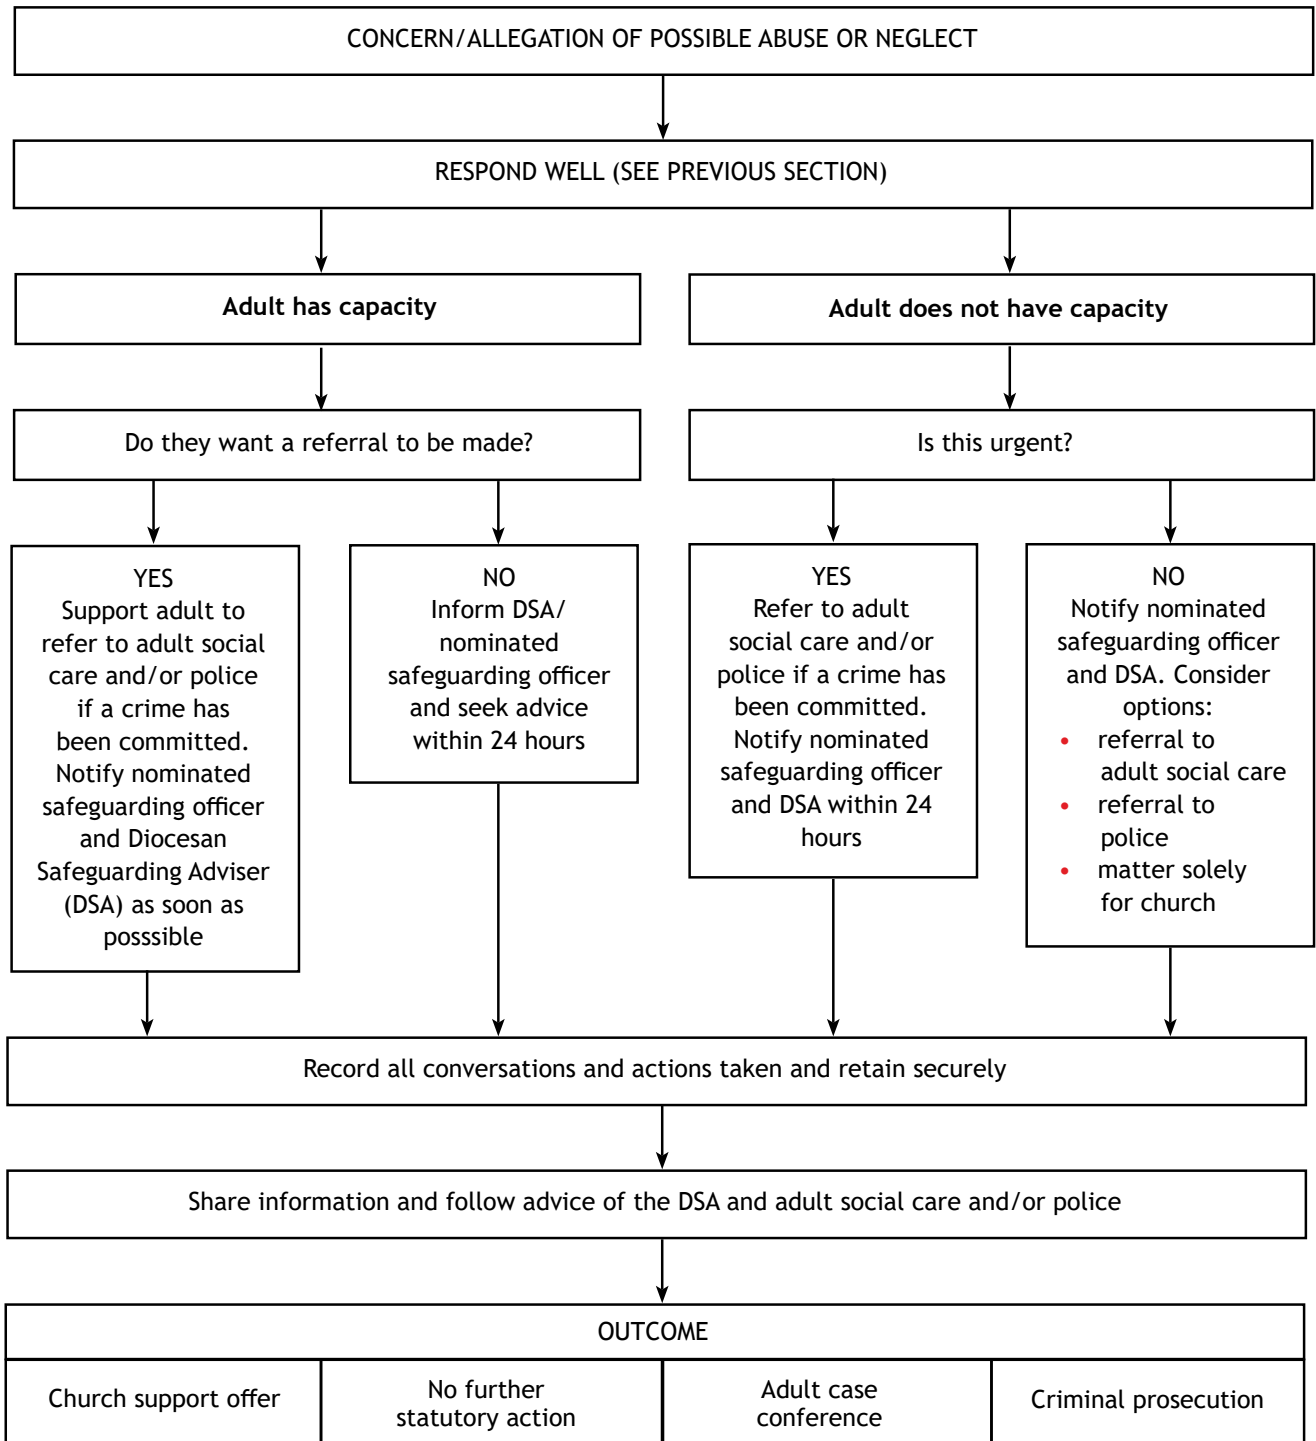 CONCERN/ALLEGATION OF POSSIBLE ABUSE OR NEGLECT
RESPOND WELL (SEE PREVIOUS SECTION)
Adult has capacity
Adult does not have capacity
Do they want a referral to be made?
Is this urgent?
YES
Support adult to
refer to adult social
care and/or police
if a crime has
been committed.
Notify nominated
safeguarding officer
and Diocesan
Safeguarding Adviser
(DSA) as soon as
posssible
NO
Inform DSA/
nominated
safeguarding officer
and seek advice
within 24 hours
YES
Refer to adult
social care and/or
police if a crime has
been committed.
Notify nominated
safeguarding officer
and DSA within 24
hours
NO
Notify nominated
safeguarding officer
and DSA. Consider
options:
• referral to
adult social care
• referral to
police
• matter solely
for church
Record all conversations and actions taken and retain securely
Share information and follow advice of the DSA and adult social care and/or police
OUTCOME
Church support offer
No further
statutory action
Adult case
conference
Criminal prosecution